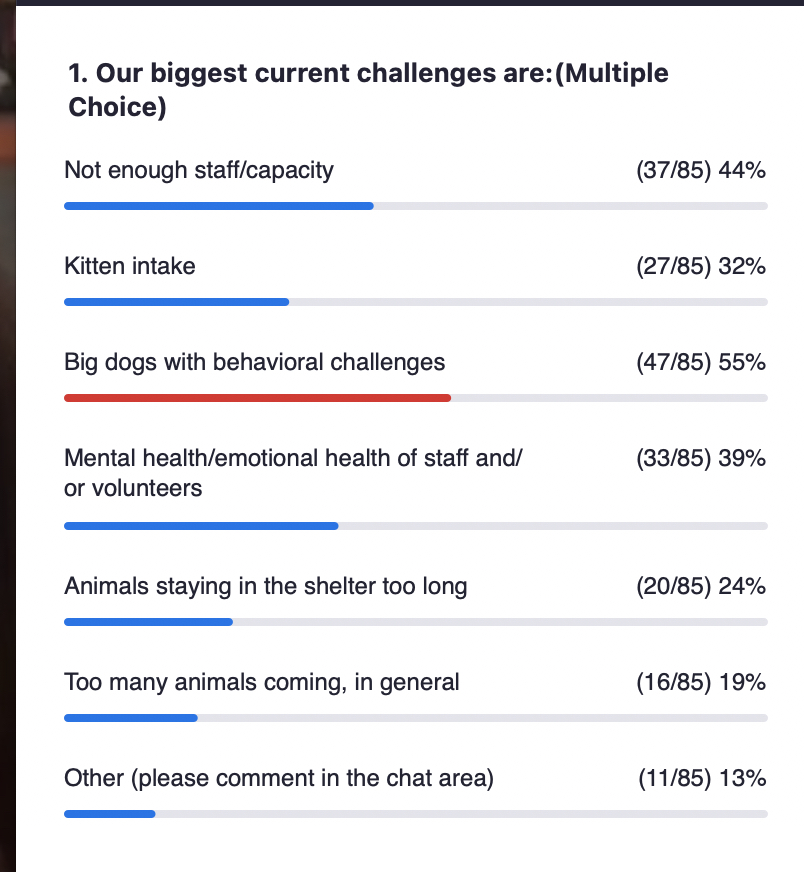 1. Our biggest current challenges are:(Multiple
Choice)
Not enough staff/capacity (37/85) 44%
Kitten intake (27/85) 32%
Big dogs with behavioral challenges (47/85) 55%
Mental health/emotional health of staff and/ (33/85) 39%
or volunteers
Animals staying in the shelter too long (20/85) 24%
Too many animals coming, in general (16/85) 19%
Other (please comment in the chat area) (11/85) 13%